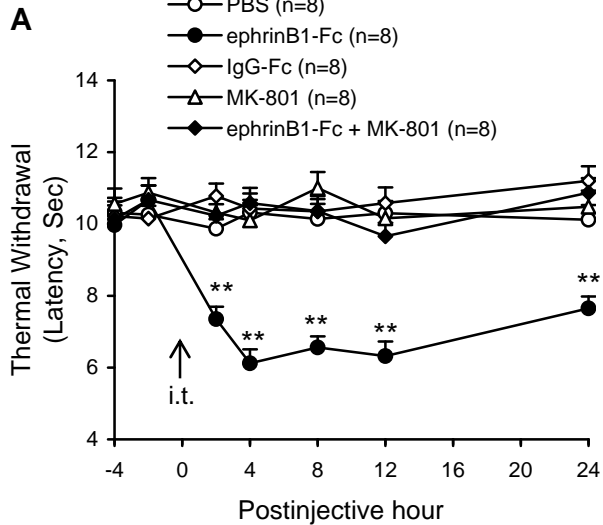 A
PBS (n=8)
ephrinB1-Fc (n=8)
IgG-Fc (n=8)
MK-801 (n=8)
ephrinB1-Fc + MK-801 (n=8)
Thermal Withdrawal
(Latency, Sec)
14
12
10
8
6
4
**
**
**
**
**
i.t.
-4
0
4
8
12
16
20
24
Postinjective hour